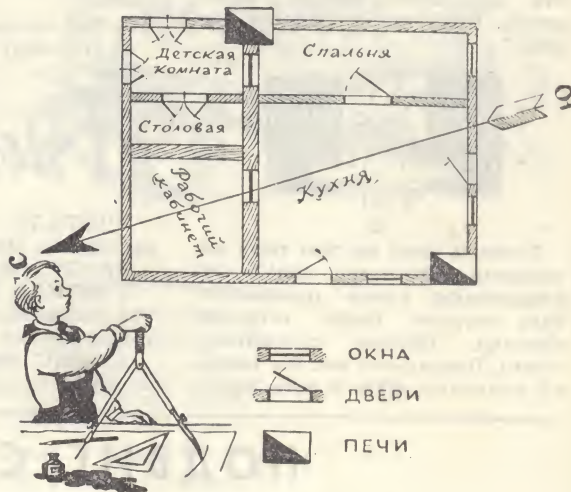 Детская
комната
Спальня
Столовая
Ю
Рабочий
кабинет
Кухня,
С
ОКНА
ДВЕРИ
ПЕЧИ